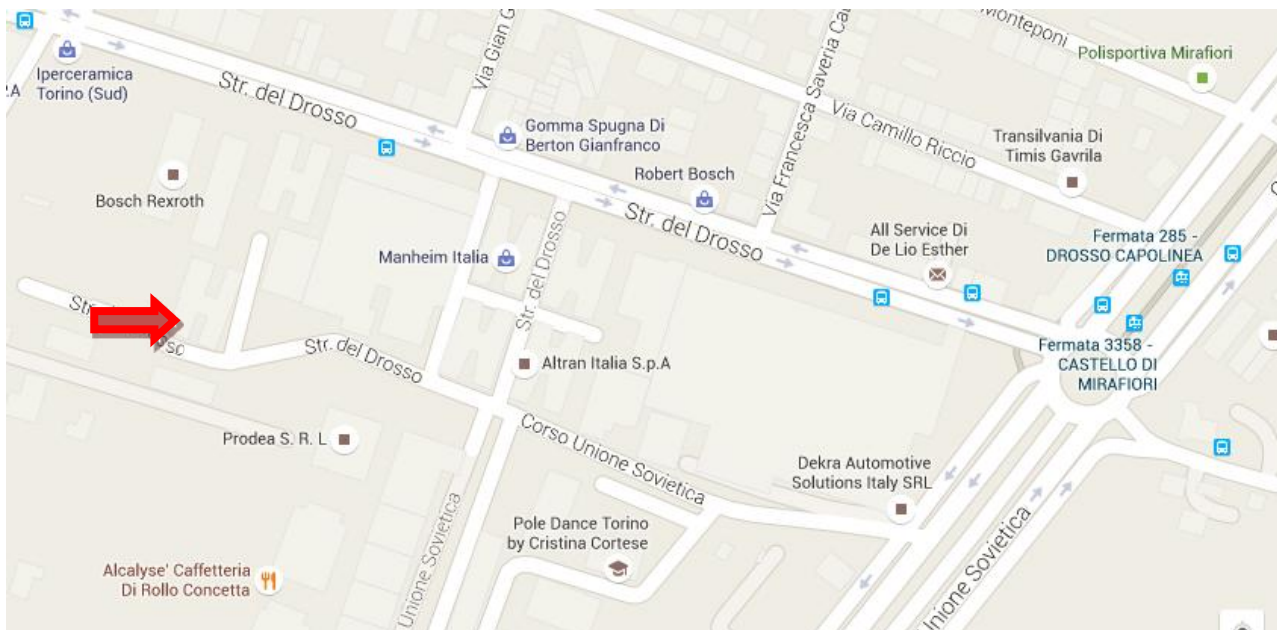 Monteponi
Via Gian G
Via Francesca Saveria Cav
Polisportiva Mirafiori
Iperceramica
Torino (Sud)
Str. del Drosso
Gomma Spugna Di
Berton Gianfranco
Via Camillo Riccio
Transilvania Di
Timis Gavrila
Robert Bosch
Bosch Rexroth
Str. del Drosso
All Service Di
De Lio Esther
Fermata 285 -
DROSSO CAPOLINEA
Manheim Italia
Str. del Drosso
Str. del Drosso
Altran Italia S.p.A
Fermata 3358 -
CASTELLO DI
MIRAFIORI
Prodea S. R. L
Corso Unione Sovietica
Dekra Automotive
Solutions Italy SRL
Pole Dance Torino
by Cristina Cortese
Unione Sovietica
Unione Sovietica
Alcalyse' Caffetteria
Di Rollo Concetta